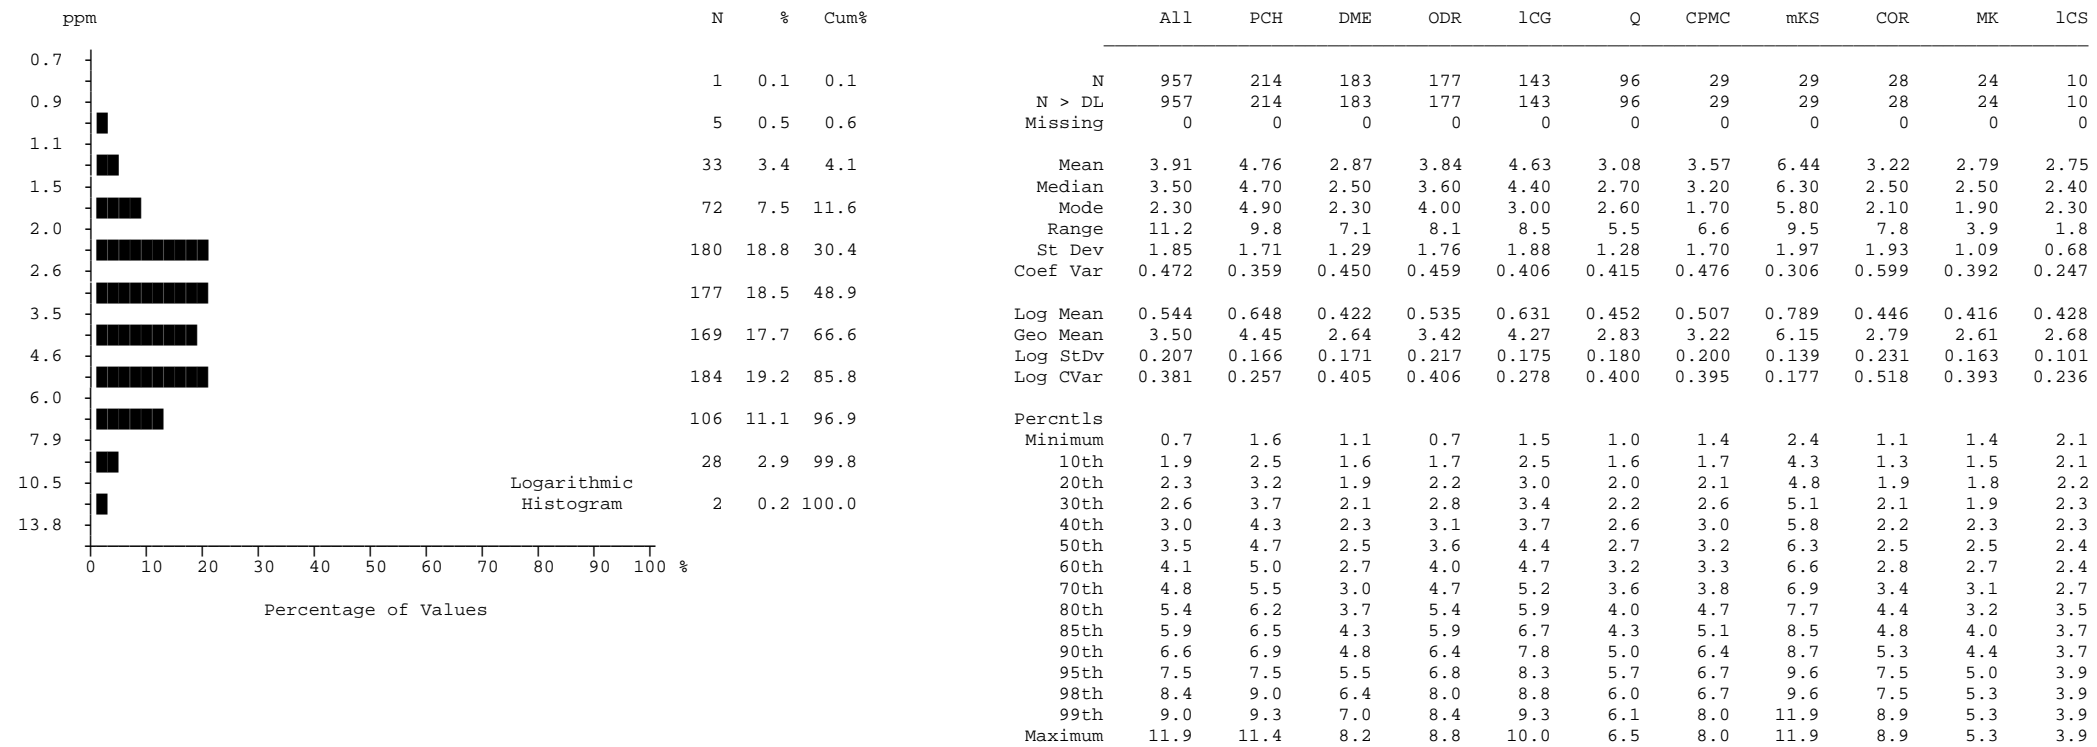 ppm N % Cum% All PCH DME ODR lCG Q CPMC mKS COR MK lCS
0.7
1 0.1 0.1 N 957 214 183 177 143 96 29 29 28 24 10
0.9 N > DL 957 214 183 177 143 96 29 29 28 24 10
5 0.5 0.6 Missing 0 0 0 0 0 0 0 0 0 0 0
1.1
33 3.4 4.1 Mean 3.91 4.76 2.87 3.84 4.63 3.08 3.57 6.44 3.22 2.79 2.75
1.5 Median 3.50 4.70 2.50 3.60 4.40 2.70 3.20 6.30 2.50 2.50 2.40
72 7.5 11.6 Mode 2.30 4.90 2.30 4.00 3.00 2.60 1.70 5.80 2.10 1.90 2.30
2.0 Range 11.2 9.8 7.1 8.1 8.5 5.5 6.6 9.5 7.8 3.9 1.8
180 18.8 30.4 St Dev 1.85 1.71 1.29 1.76 1.88 1.28 1.70 1.97 1.93 1.09 0.68
2.6 Coef Var 0.472 0.359 0.450 0.459 0.406 0.415 0.476 0.306 0.599 0.392 0.247
177 18.5 48.9
3.5 Log Mean 0.544 0.648 0.422 0.535 0.631 0.452 0.507 0.789 0.446 0.416 0.428
169 17.7 66.6 Geo Mean 3.50 4.45 2.64 3.42 4.27 2.83 3.22 6.15 2.79 2.61 2.68
4.6 Log StDv 0.207 0.166 0.171 0.217 0.175 0.180 0.200 0.139 0.231 0.163 0.101
184 19.2 85.8 Log CVar 0.381 0.257 0.405 0.406 0.278 0.400 0.395 0.177 0.518 0.393 0.236
6.0
106 11.1 96.9 Percntls
7.9 Minimum 0.7 1.6 1.1 0.7 1.5 1.0 1.4 2.4 1.1 1.4 2.1
28 2.9 99.8 10th 1.9 2.5 1.6 1.7 2.5 1.6 1.7 4.3 1.3 1.5 2.1
10.5 Logarithmic 20th 2.3 3.2 1.9 2.2 3.0 2.0 2.1 4.8 1.9 1.8 2.2
Histogram 2 0.2 100.0 30th 2.6 3.7 2.1 2.8 3.4 2.2 2.6 5.1 2.1 1.9 2.3
13.8 40th 3.0 4.3 2.3 3.1 3.7 2.6 3.0 5.8 2.2 2.3 2.3
50th 3.5 4.7 2.5 3.6 4.4 2.7 3.2 6.3 2.5 2.5 2.4
0 10 20 30 40 50 60 70 80 90 100 % 60th 4.1 5.0 2.7 4.0 4.7 3.2 3.3 6.6 2.8 2.7 2.4
70th 4.8 5.5 3.0 4.7 5.2 3.6 3.8 6.9 3.4 3.1 2.7
Percentage of Values 80th 5.4 6.2 3.7 5.4 5.9 4.0 4.7 7.7 4.4 3.2 3.5
85th 5.9 6.5 4.3 5.9 6.7 4.3 5.1 8.5 4.8 4.0 3.7
90th 6.6 6.9 4.8 6.4 7.8 5.0 6.4 8.7 5.3 4.4 3.7
95th 7.5 7.5 5.5 6.8 8.3 5.7 6.7 9.6 7.5 5.0 3.9
98th 8.4 9.0 6.4 8.0 8.8 6.0 6.7 9.6 7.5 5.3 3.9
99th 9.0 9.3 7.0 8.4 9.3 6.1 8.0 11.9 8.9 5.3 3.9
Maximum 11.9 11.4 8.2 8.8 10.0 6.5 8.0 11.9 8.9 5.3 3.9